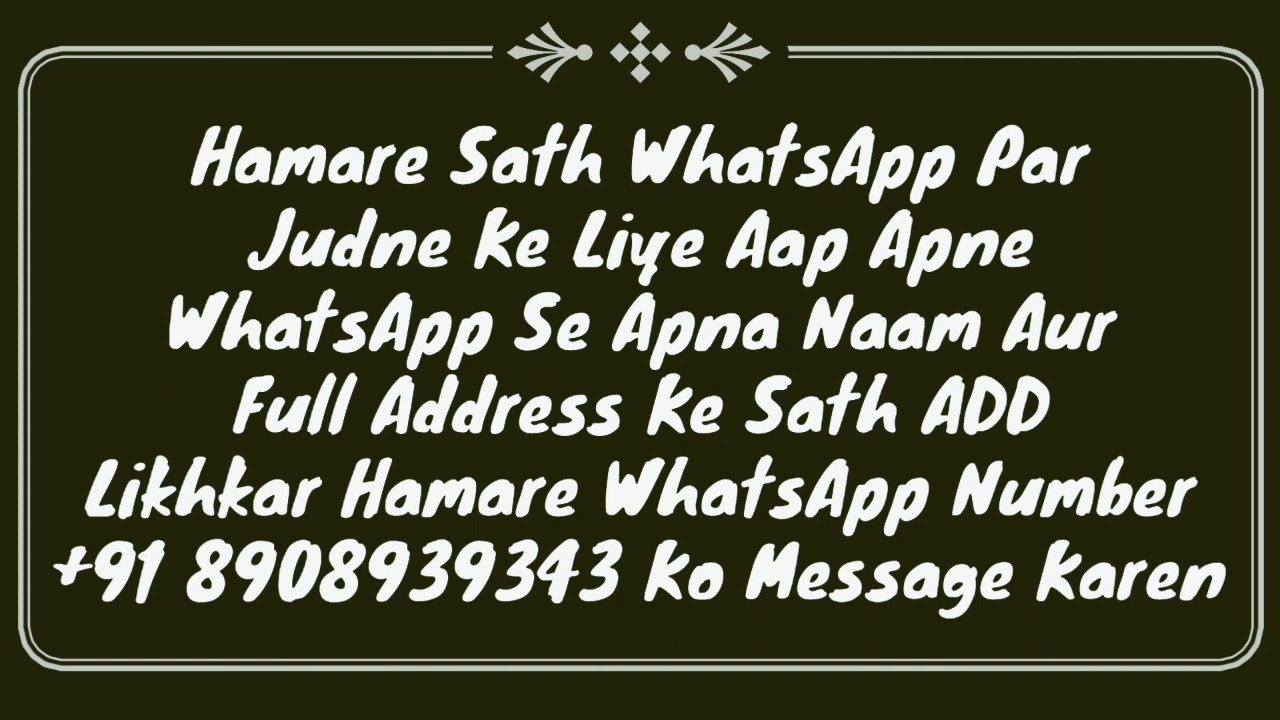 Hamare Sath WhatsApp Par
Judne Ke Liye Aap Apne
WhatsApp Se Apna Naam Aur
Full Address Ke Sath ADD
Likhkar Hamare WhatsApp Number
+91 8908939343 Ko Message Karen